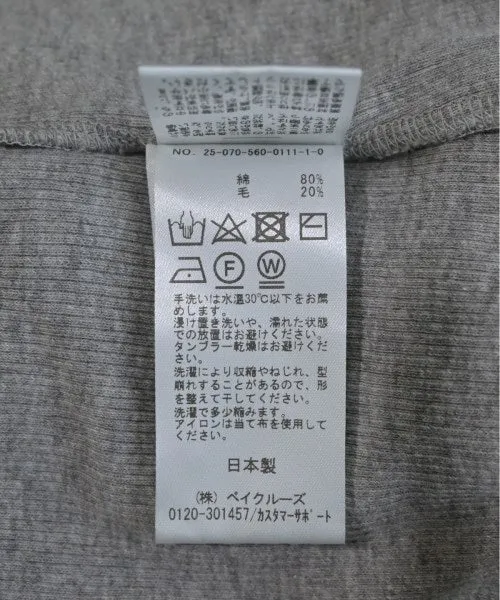 NO. 25-070-560-0111-1-0
綿 80%
毛 20%
F W
手洗いは水温30℃以下をお薦
めします。
浸け置き洗いや、濡れた状態
での放置はお避けください。
タンブラー乾燥はお避けください。
洗濯により収縮やねじれ、型
崩れすることがあるので、形
を整えて干してください。
洗濯で多少縮みます。
アイロンは当て布を使用して
ください。
日本製
(株) ベイクルーズ
0120-301457/カスタマーサポート